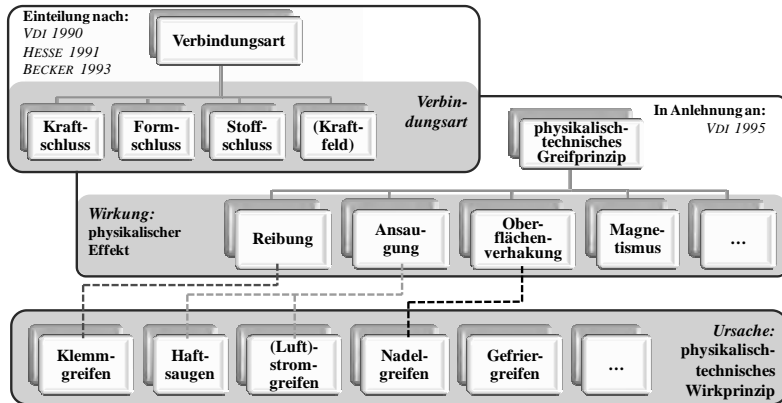 Einteilung nach:
VDI 1990
HESSE 1991
BECKER 1993
Verbindungsart
Kraft-
schluss
Form-
schluss
Stoff-
schluss
(Kraft-
feld)
Verbin-
dungsart
physikalisch-
technisches
Greifprinzip
In Anlehnung an:
VDI 1995
Wirkung:
physikalischer
Effekt
Reibung
Ansau-
gung
Ober-
flächen-
verhakung
Magne-
tismus
...
Klemm-
greifen
Haft-
saugen
(Luft)-
strom-
greifen
Nadel-
greifen
Gefrier-
greifen
...
Ursache:
physikalisch-
technisches
Wirkprinzip